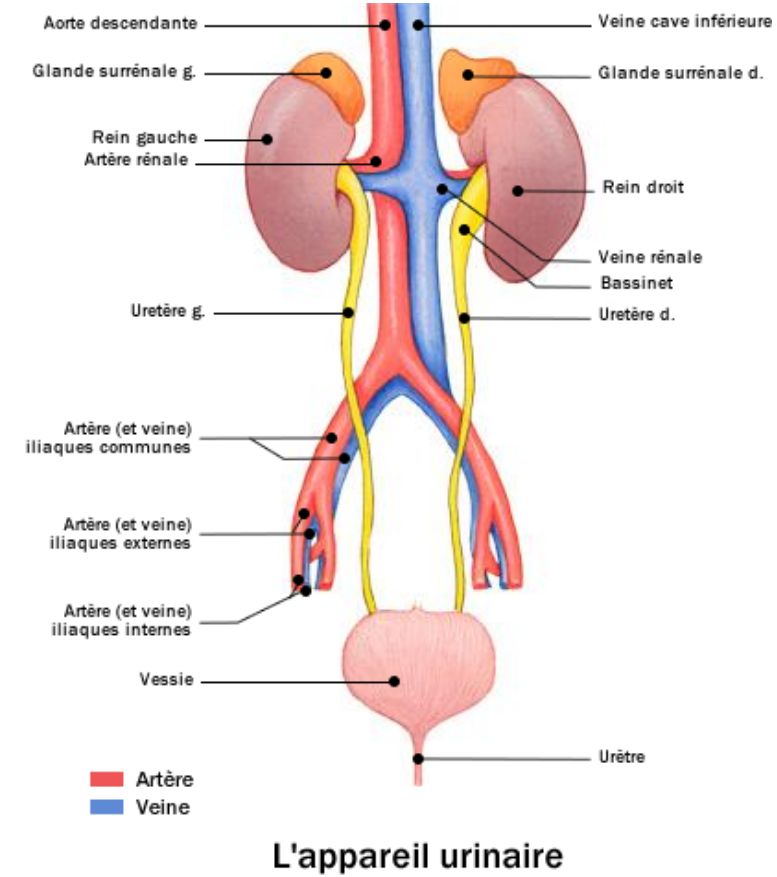 Aorte descendante
Veine cave inférieure
Glande surrénale g.
Glande surrénale d.
Rein gauche
Artère rénale
Rein droit
Veine rénale
Bassinet
Uretère g.
Uretère d.
Artère (et veine)
iliaques communes
Artère (et veine)
iliaques externes
Artère (et veine)
iliaques internes
Vessie
Urètre
Artère
Veine
L'appareil urinaire